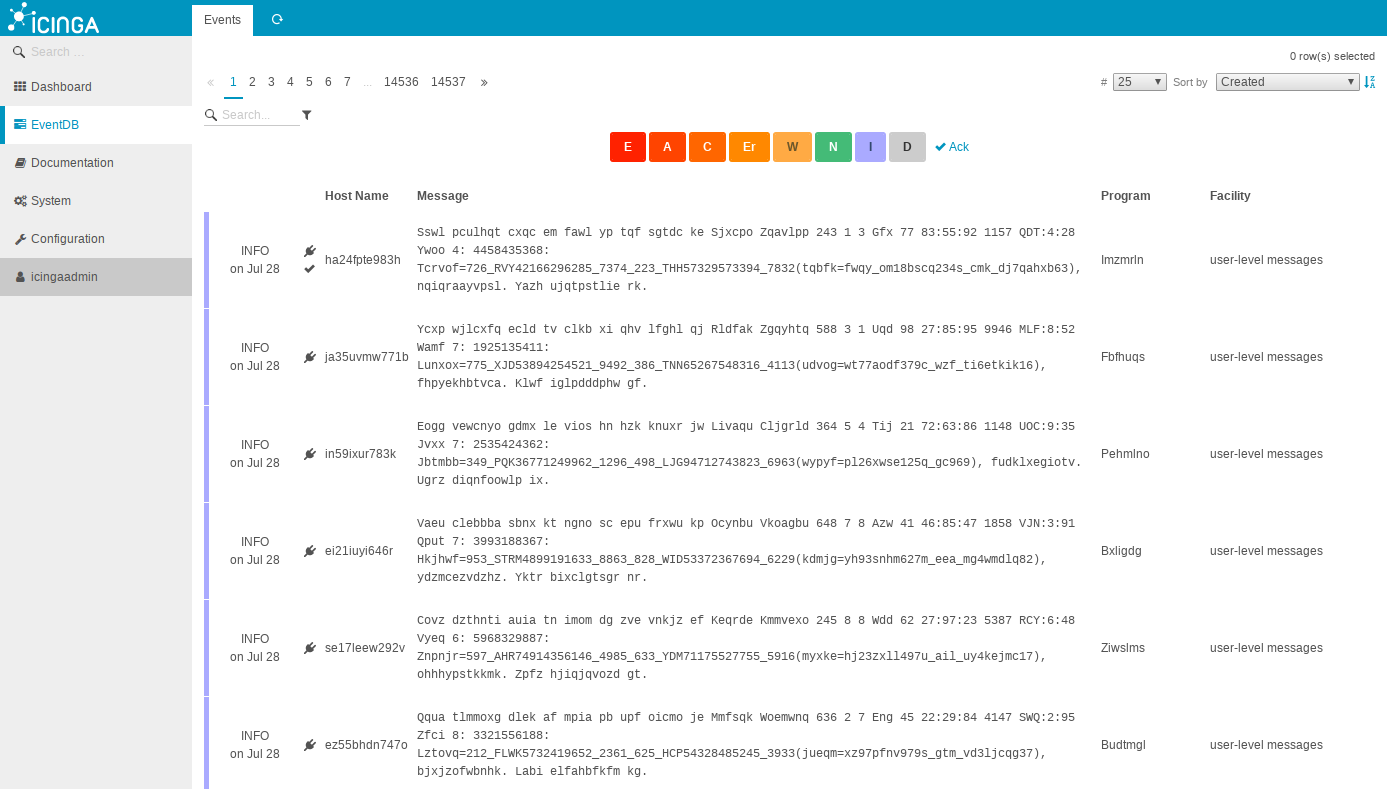 ICINGA
Events
Search ...
Dashboard
EventDB
Documentation
System
Configuration
icingaadmin
0 row(s) selected
« 1 2 3 4 5 6 7 ... 14536 14537 »
# 25 Sort by Created
Search...
E A C Er W N I D Ack
Host Name Message Program Facility
INFO
on Jul 28
ha24fpte983h
Sswl pculhqt cxqc em fawl yp tqf sgtdc ke Sjxcpo Zqavlpp 243 1 3 Gfx 77 83:55:92 1157 QDT:4:28
Ywoo 4: 4458435368:
Tcrvof=726_RVY42166296285_7374_223_THH57329573394_7832(tqbfk=fwqy_om18bscq234s_cmk_dj7qahxb63),
nqiqraayvpsl. Yazh ujqtpstlie rk.
Imzmrln
user-level messages
INFO
on Jul 28
ja35uvmw771b
Ycxp wjlcxfq ecld tv clkb xi qhv lfghl qj Rldfak Zgqyhtq 588 3 1 Uqd 98 27:85:95 9946 MLF:8:52
Wamf 7: 1925135411:
Lunxox=775_XJD53894254521_9492_386_TNN65267548316_4113(udvog=wt77aodf379c_wzf_ti6etkik16),
fhpyekhbtvca. Klwf iglpdddphw gf.
Fbfhuqs
user-level messages
INFO
on Jul 28
in59ixur783k
Eogg vewcnyo gdmx le vios hn hzk knuxr jw Livaqu Cljgrld 364 5 4 Tij 21 72:63:86 1148 UOC:9:35
Jvxx 7: 2535424362:
Jbtmbb=349_PQK36771249962_1296_498_LJG94712743823_6963(wypyf=pl26xwse125q_gc969), fudklxegiotv.
Ugrz diqnfoowlp ix.
Pehmlno
user-level messages
INFO
on Jul 28
ei21iuyi646r
Vaeu clebbba sbnx kt ngno sc epu frxwu kp Ocynbu Vkoagbu 648 7 8 Azw 41 46:85:47 1858 VJN:3:91
Qput 7: 3993188367:
Hkjhwf=953_STRM4899191633_8863_828_WID53372367694_6229(kdmjg=yh93snhm627m_eea_mg4wmdlq82),
ydzmcezvdzhz. Yktr bixclgtsgr nr.
Bxligdg
user-level messages
INFO
on Jul 28
se17leew292v
Covz dzthnti auia tn imom dg zve vnkjz ef Keqrde Kmmvexo 245 8 8 Wdd 62 27:97:23 5387 RCY:6:48
Vyeq 6: 5968329887:
Znpnjr=597_AHR74914356146_4985_633_YDM71175527755_5916(myxke=hj23zxll497u_ail_uy4kejmc17),
ohhhypstkkmk. Zpfz hjiqjqvozd gt.
Ziwslms
user-level messages
INFO
on Jul 28
ez55bhdn747o
Qqua tlmmoxg dlek af mpia pb upf oicmo je Mmfsqk Woemwnq 636 2 7 Eng 45 22:29:84 4147 SWQ:2:95
Zfci 8: 3321556188:
Lztovq=212_FLWK5732419652_2361_625_HCP54328485245_3933(jueqm=xz97pfnv979s_gtm_vd3ljcqg37),
bjxjzofwbnhk. Labi elfahbfkfm kg.
Budtmgl
user-level messages